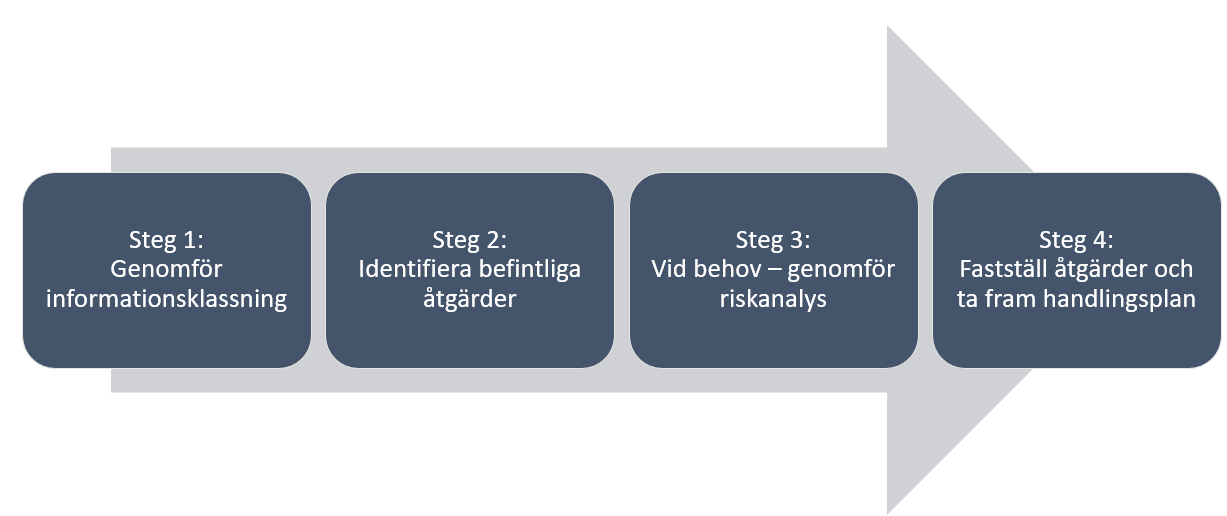 Steg 1:
Genomför
informationsklassning
Steg 2:
Identifiera befintliga
åtgärder
Steg 3:
Vid behov – genomför
riskanalys
Steg 4:
Fastställ åtgärder och
ta fram handlingsplan